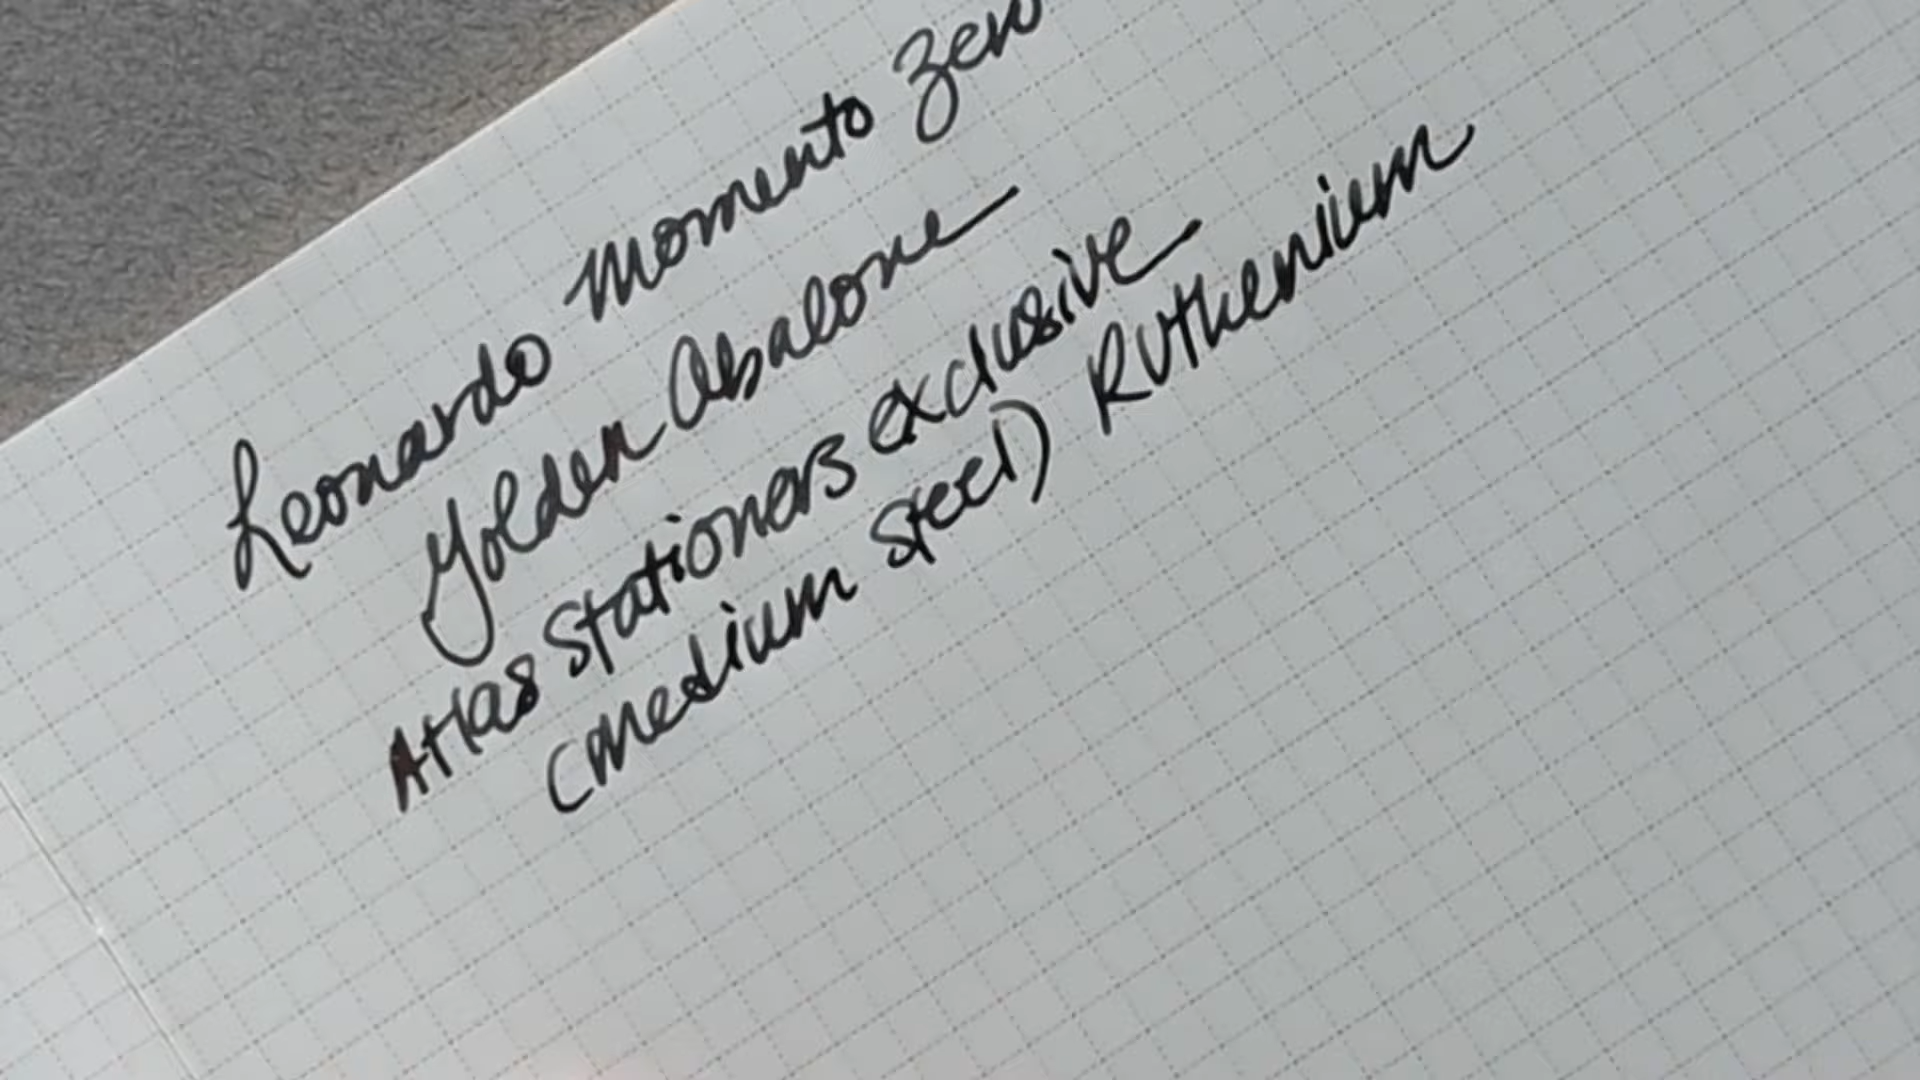 Leonardo Momento Zero
Golden Abalone
Atlas Stationers exclusive
(medium steel) Ruthenium